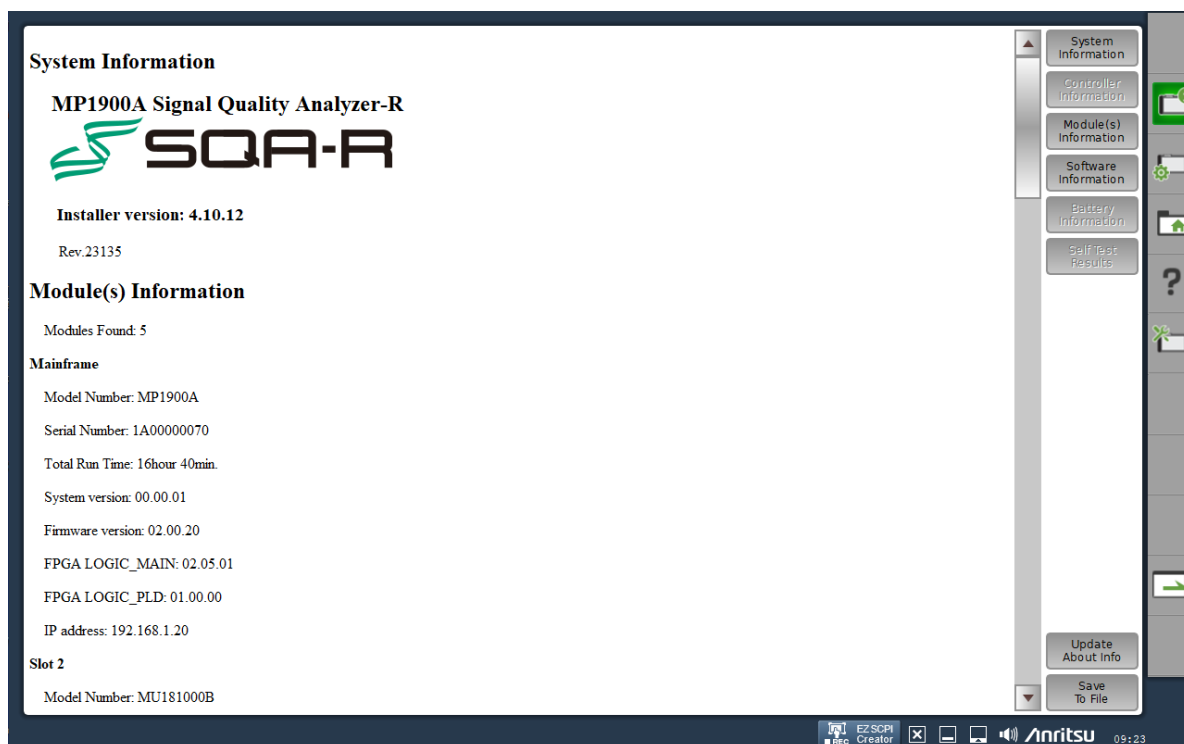 System Information
MP1900A Signal Quality Analyzer-R
SQA-R
Installer version: 4.10.12
Rev.23135
Module(s) Information
Modules Found: 5
Mainframe
Model Number: MP1900A
Serial Number: 1A00000070
Total Run Time: 16hour 40min.
System version: 00.00.01
Firmware version: 02.00.20
FPGA LOGIC_MAIN: 02.05.01
FPGA LOGIC_PLD: 01.00.00
IP address: 192.168.1.20
Slot 2
Model Number: MU181000B
System
Information
Controller
Information
Module(s)
Information
Software
Information
Battery
Information
Self Test
Results
?
Update
About Info
Save
To File
REC
EZSCPI
Creator
Anritsu
09:23